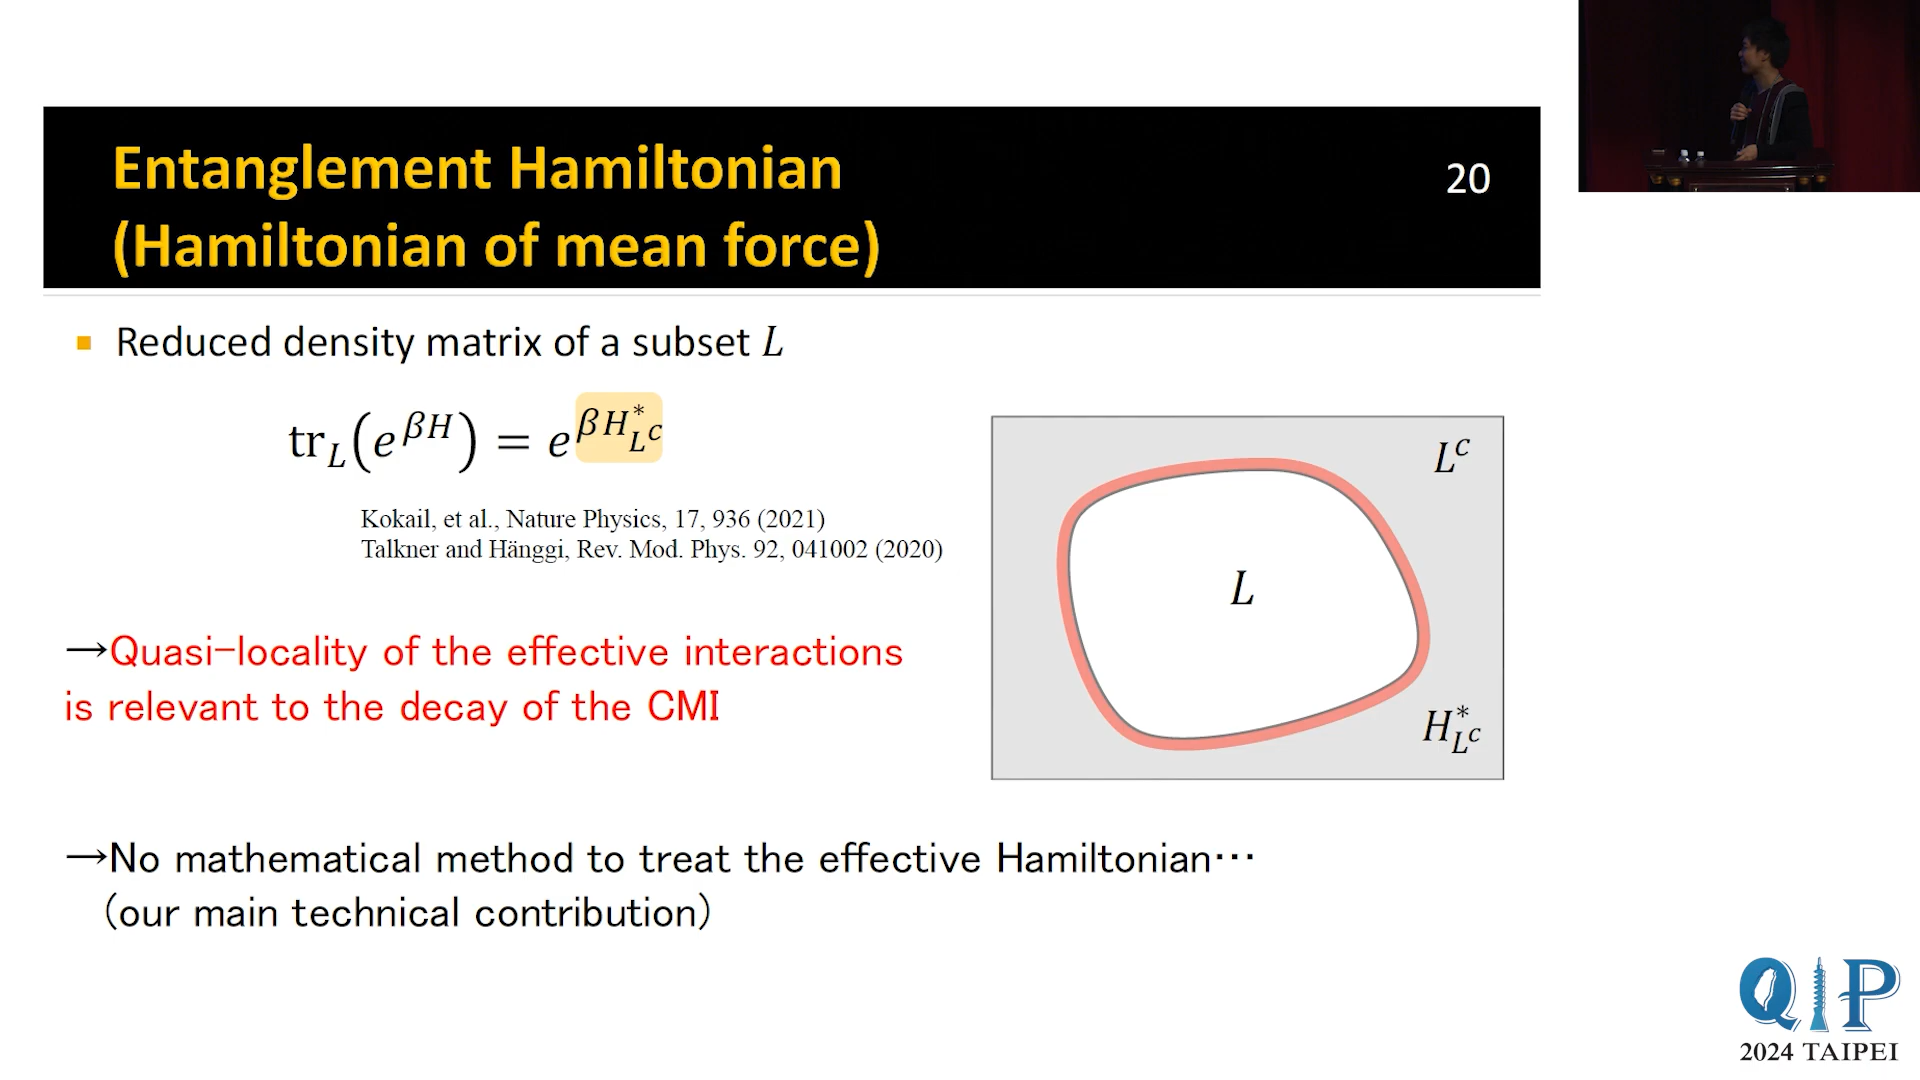 Entanglement Hamiltonian
(Hamiltonian of mean force)
20
■ Reduced density matrix of a subset L
tr_L(e^{βH}) = e^{βH^*_{L^c}}
Kokail, et al., Nature Physics, 17, 936 (2021)
Talkner and Hänggi, Rev. Mod. Phys. 92, 041002 (2020)
L^c
L
H^*_{L^c}
→Quasi-locality of the effective interactions
is relevant to the decay of the CMI
→No mathematical method to treat the effective Hamiltonian…
(our main technical contribution)
QIP
2024 TAIPEI